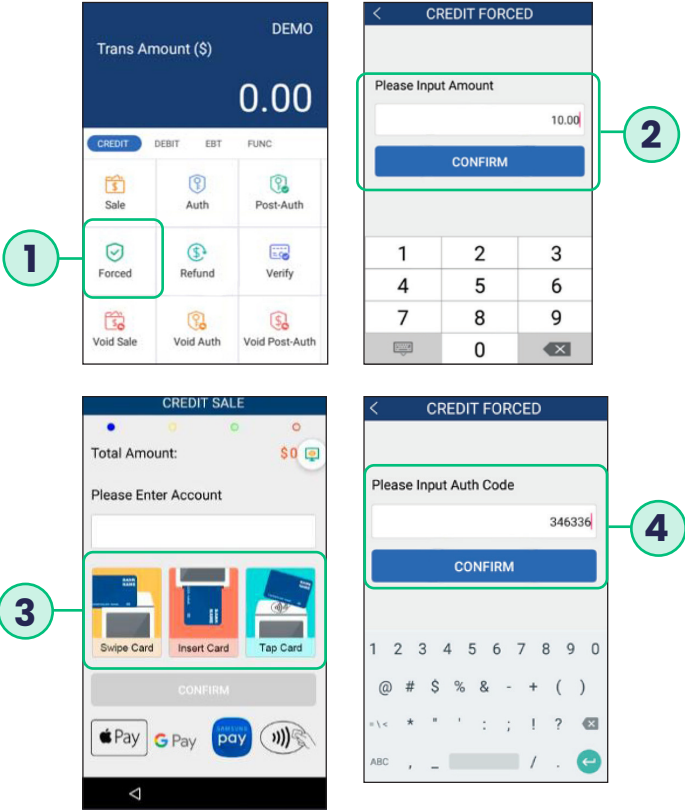 DEMO
Trans Amount ($)
0.00
CREDIT DEBIT EBT FUNC
Sale Auth Post-Auth
Forced Refund Verify
Void Sale Void Auth Void Post-Auth
1
CREDIT FORCED
Please Input Amount
10.00
CONFIRM
1 2 3
4 5 6
7 8 9
0
2
CREDIT SALE
Total Amount: $0
Please Enter Account
BANK NAME
Swipe Card Insert Card Tap Card
CONFIRM
Pay G Pay SAMSUNG pay
3
CREDIT FORCED
Please Input Auth Code
346336
CONFIRM
1 2 3 4 5 6 7 8 9 0
@ # $ % & - + ( )
= \ < * " ' : ; ! ?
ABC , _ / .
4